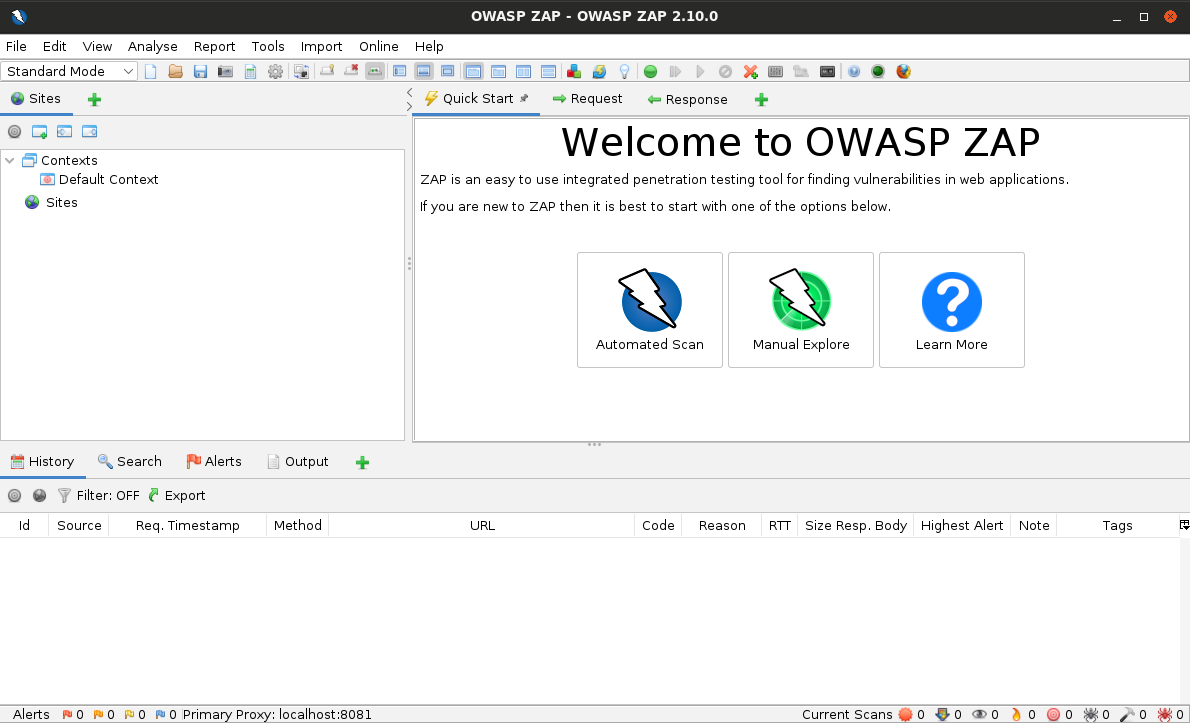 OWASP ZAP - OWASP ZAP 2.10.0
File Edit View Analyse Report Tools Import Online Help
Standard Mode
Sites
Quick Start Request Response
Contexts
Default Context
Sites
Welcome to OWASP ZAP
ZAP is an easy to use integrated penetration testing tool for finding vulnerabilities in web applications.
If you are new to ZAP then it is best to start with one of the options below.
Automated Scan Manual Explore Learn More
History Search Alerts Output
Filter: OFF Export
Id Source Req. Timestamp Method URL Code Reason RTT Size Resp. Body Highest Alert Note Tags
Alerts 0 0 0 0 Primary Proxy: localhost:8081 Current Scans 0 0 0 0 0 0 0 0